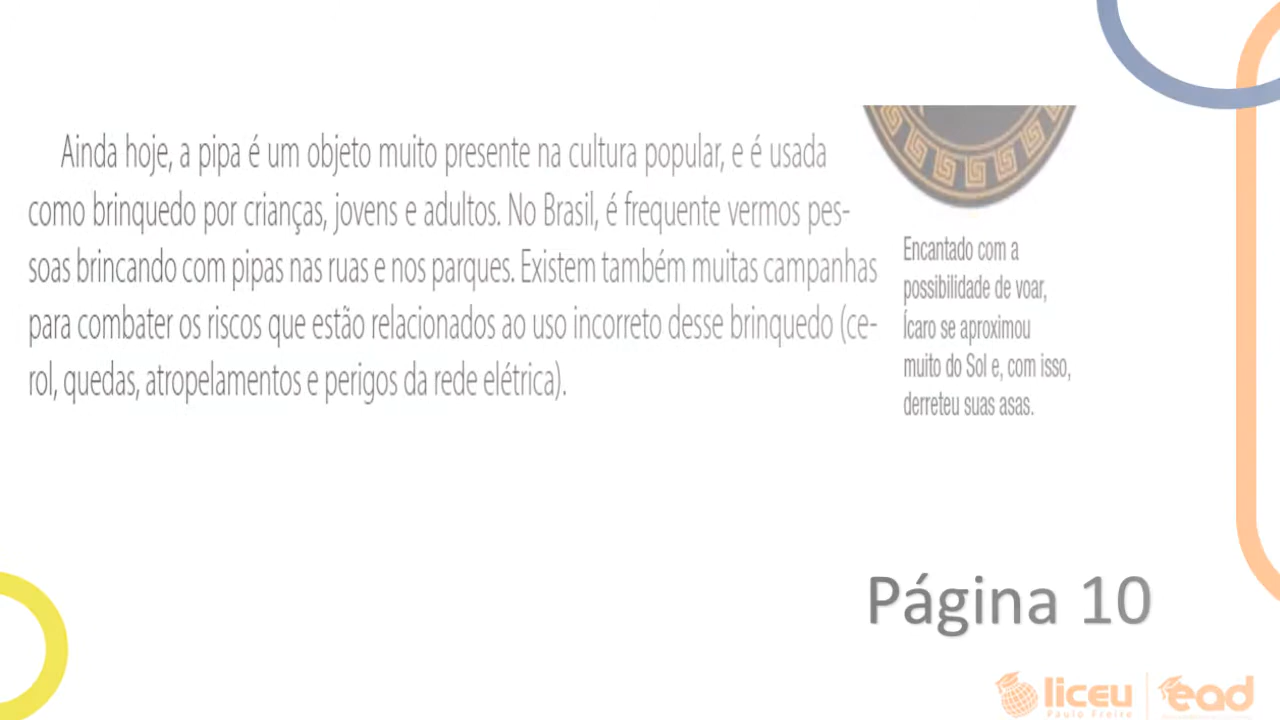 Ainda hoje, a pipa é um objeto muito presente na cultura popular, e é usada
como brinquedo por crianças, jovens e adultos. No Brasil, é frequente vermos pes-
soas brincando com pipas nas ruas e nos parques. Existem também muitas campanhas
para combater os riscos que estão relacionados ao uso incorreto desse brinquedo (ce-
rol, quedas, atropelamentos e perigos da rede elétrica).
Encantado com a
possibilidade de voar,
Ícaro se aproximou
muito do Sol e, com isso,
derreteu suas asas.
Página 10
liceu
Paulo Freire
ead